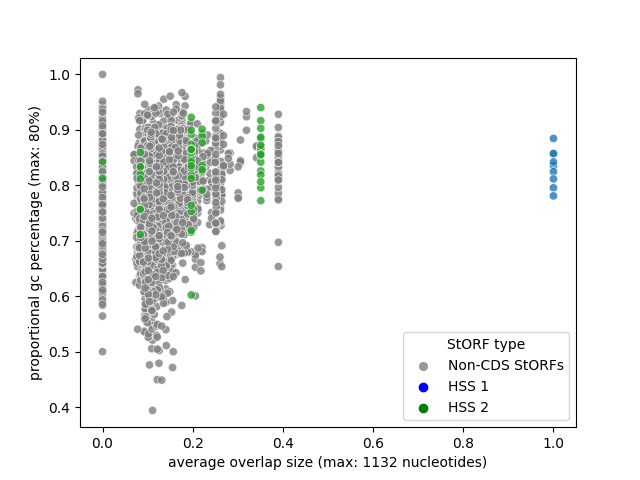 1.0
0.9
0.8
0.7
0.6
0.5
0.4
proportional gc percentage (max: 80%)
StORF type
Non-CDS StORFs
HSS 1
HSS 2
0.0 0.2 0.4 0.6 0.8 1.0
average overlap size (max: 1132 nucleotides)